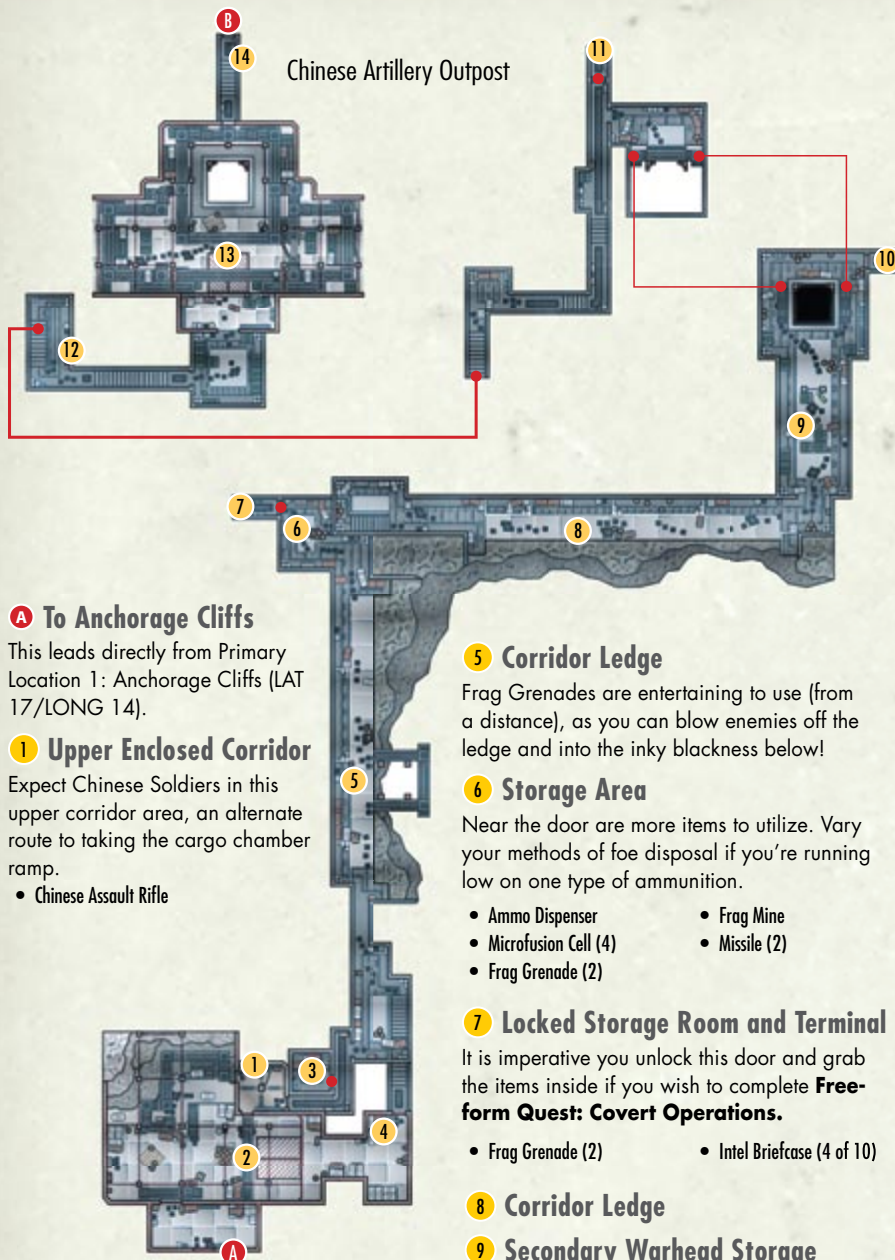 B
14
Chinese Artillery Outpost
11
13
10
12
9
7
6
8
A To Anchorage Cliffs
This leads directly from Primary
Location 1: Anchorage Cliffs (LAT
17/LONG 14).
1 Upper Enclosed Corridor
Expect Chinese Soldiers in this
upper corridor area, an alternate
route to taking the cargo chamber
ramp.
• Chinese Assault Rifle
5
1
3
2
4
A
5 Corridor Ledge
Frag Grenades are entertaining to use (from
a distance), as you can blow enemies off the
ledge and into the inky blackness below!
6 Storage Area
Near the door are more items to utilize. Vary
your methods of foe disposal if you're running
low on one type of ammunition.
• Ammo Dispenser
• Microfusion Cell (4)
• Frag Grenade (2)
• Frag Mine
• Missile (2)
7 Locked Storage Room and Terminal
It is imperative you unlock this door and grab
the items inside if you wish to complete Free-
form Quest: Covert Operations.
• Frag Grenade (2)
• Intel Briefcase (4 of 10)
8 Corridor Ledge
9 Secondary Warhead Storage